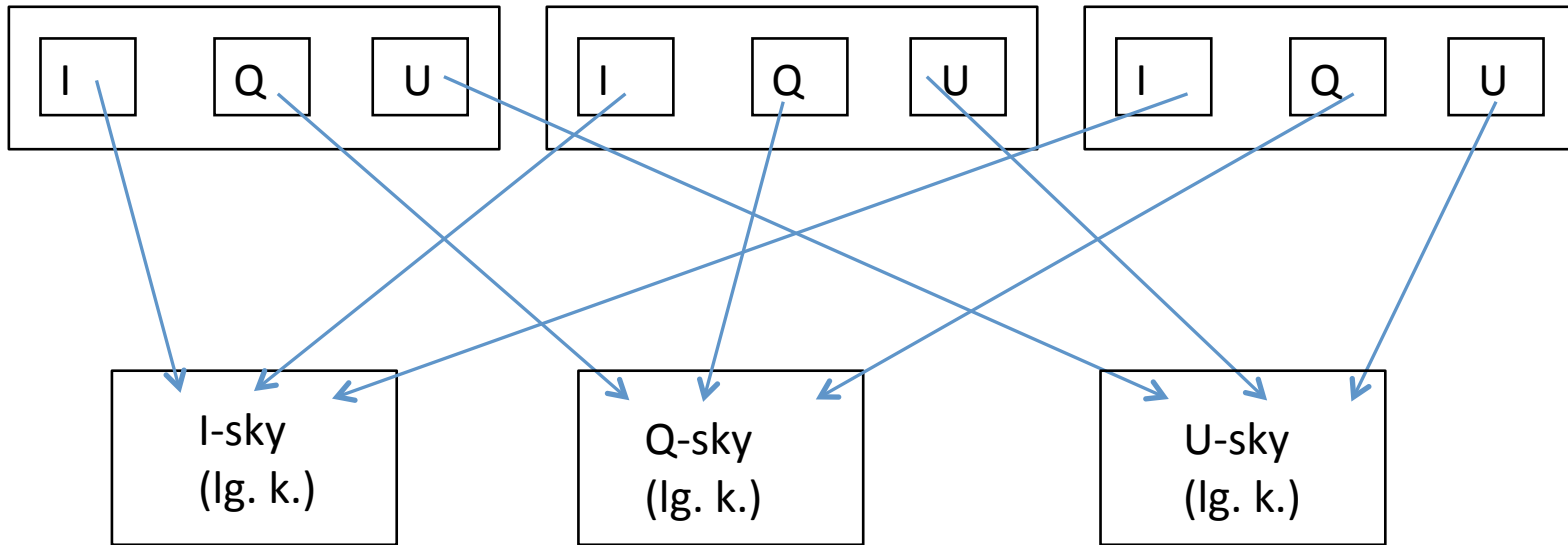 I Q U I Q U I Q U
I-sky
(lg. k.)
Q-sky
(lg. k.)
U-sky
(lg. k.)